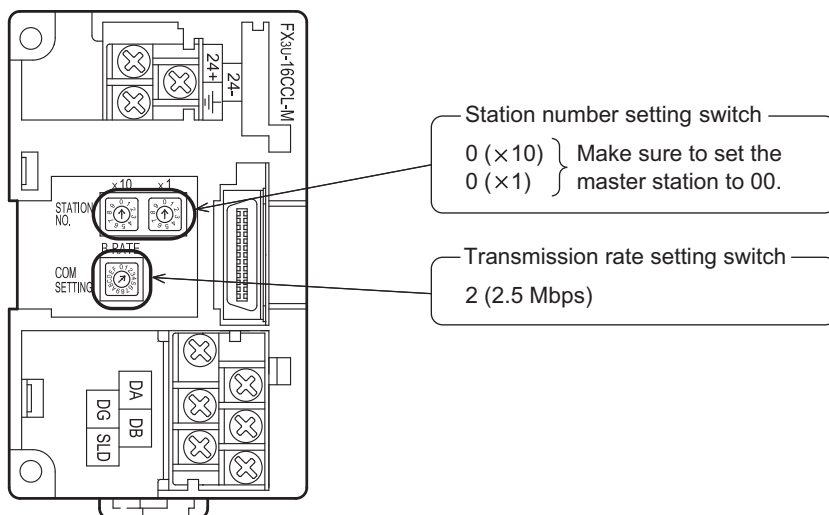 FX3U-16CCL-M
24+
24-
Station number setting switch
0 (×10)
0 (×1)
Make sure to set the
master station to 00.
×10 ×1
STATION
NO.
B RATE
COM
SETTING
Transmission rate setting switch
2 (2.5 Mbps)
DA
DG
DB
SLD